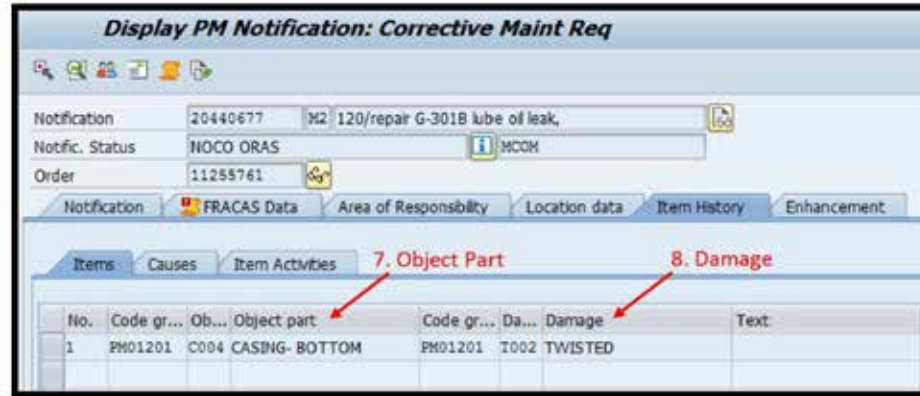 Display PM Notification: Corrective Maint Req
Notification 20440677 M2 120/repair G-301B lube oil leak,
Notific. Status NOCO ORAS MCOM
Order 11255761
Notification FRACAS Data Area of Responsibility Location data Item History Enhancement
Items Causes Item Activities 7. Object Part 8. Damage
No. Code gr... Ob... Object part Code gr... Da... Damage Text
1 PM01201 C004 CASING- BOTTOM PM01201 T002 TWISTED